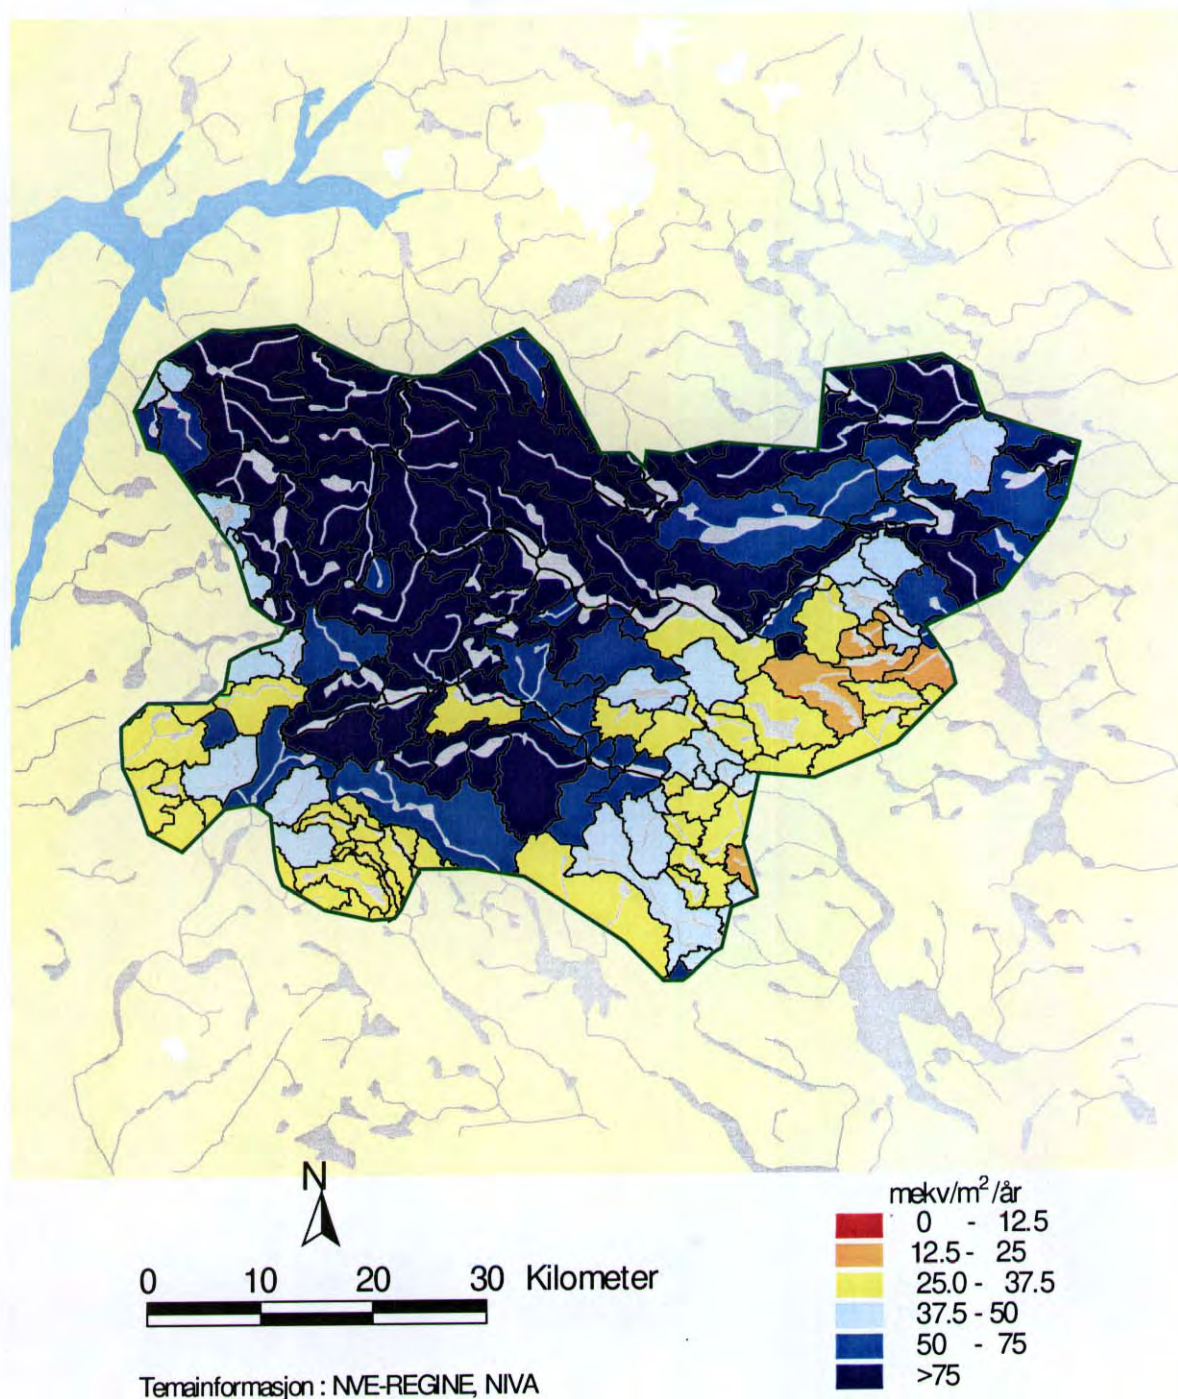 N
0 10 20 30 Kilometer
Temainformasjon : NVE-REGINE, NIVA
mekv/m²/år
0 - 12.5
12.5 - 25
25.0 - 37.5
37.5 - 50
50 - 75
>75